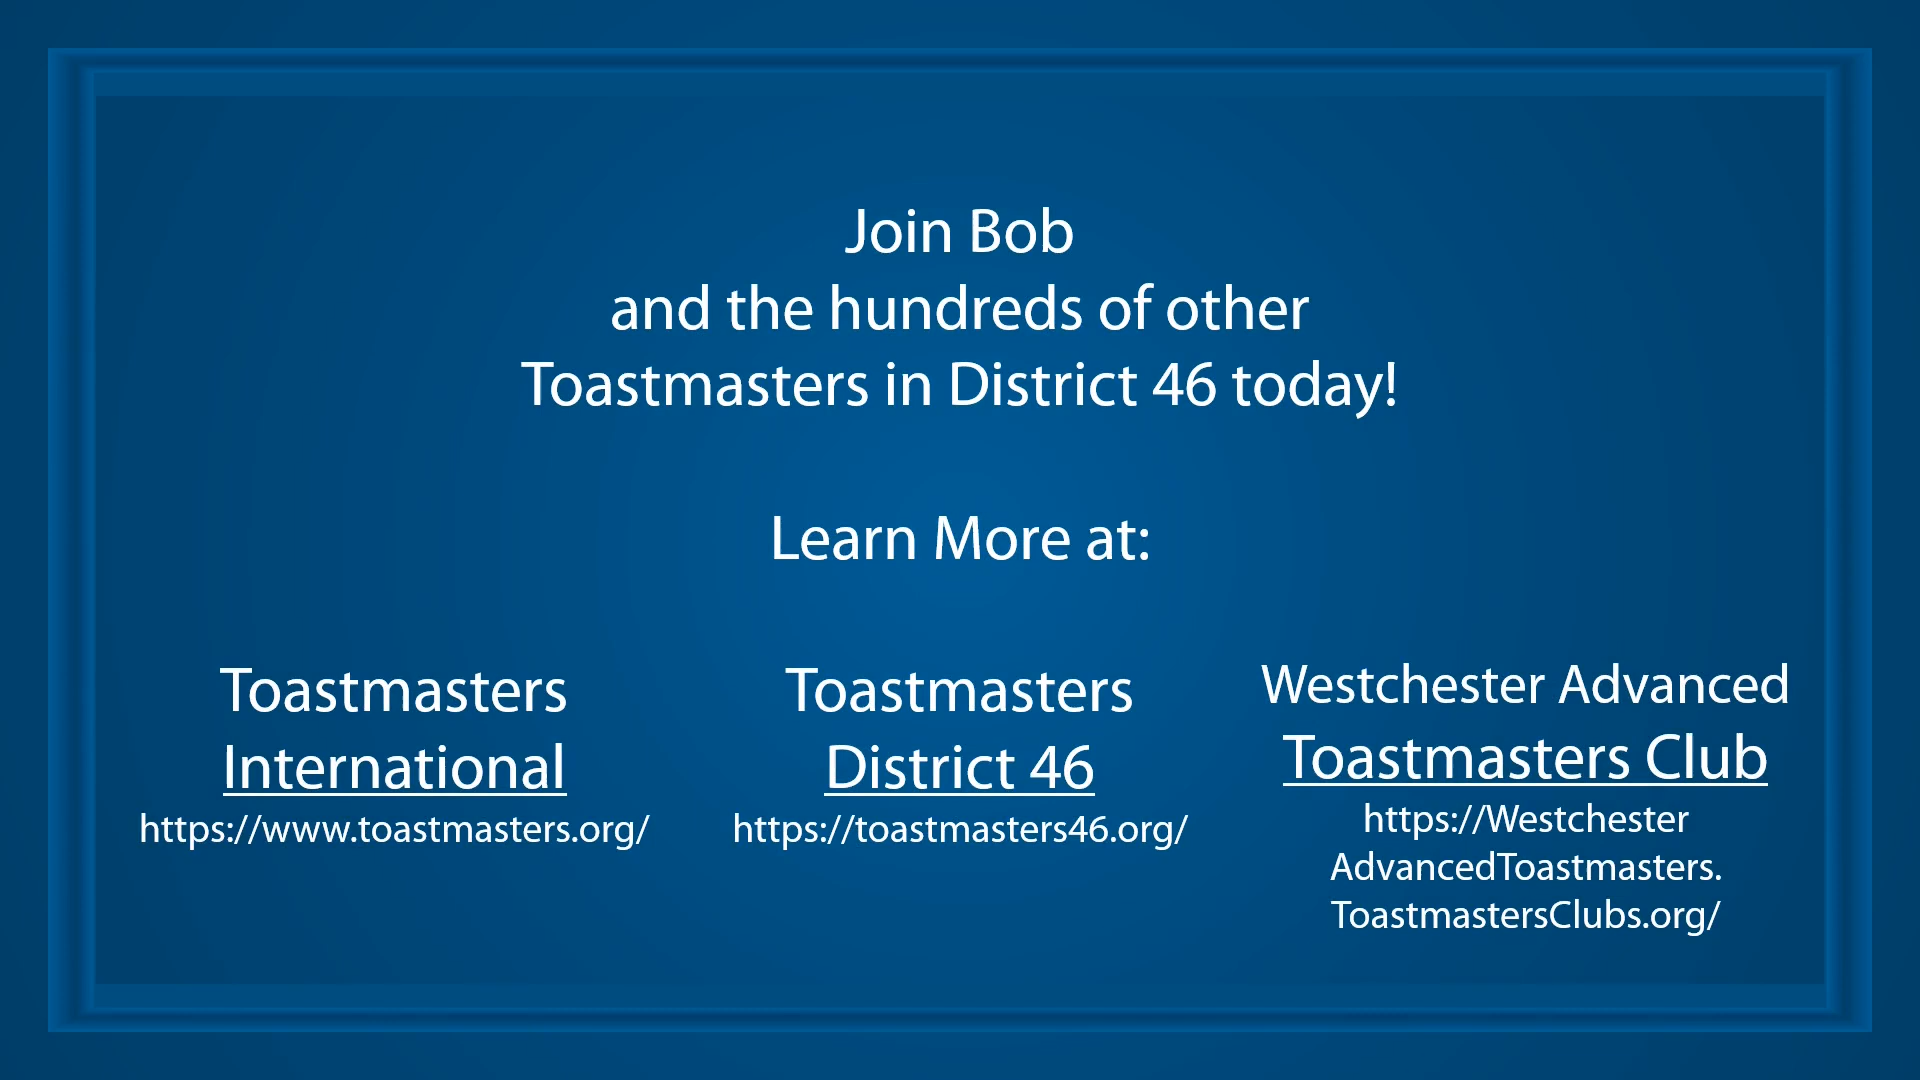 Join Bob
and the hundreds of other
Toastmasters in District 46 today!
Learn More at:
Toastmasters
International
https://www.toastmasters.org/
Toastmasters
District 46
https://toastmasters46.org/
Westchester Advanced
Toastmasters Club
https://Westchester
AdvancedToastmasters.
ToastmastersClubs.org/